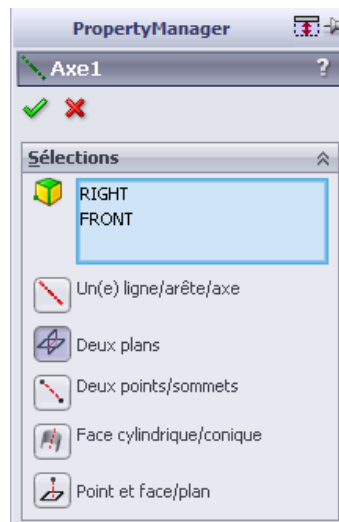 PropertyManager
Axe1 ?
Sélections
RIGHT
FRONT
Un(e) ligne/arête/axe
Deux plans
Deux points/sommets
Face cylindrique/conique
Point et face/plan